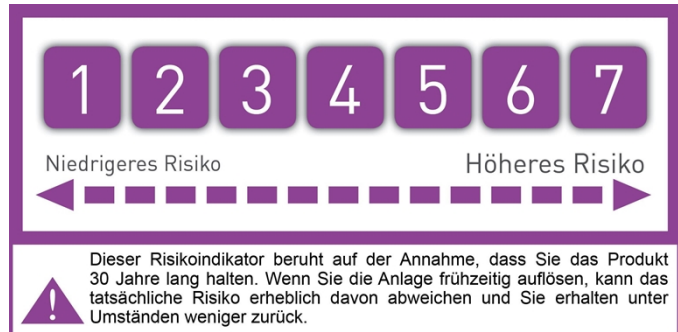 1 2 3 4 5 6 7
Niedrigeres Risiko Höheres Risiko
Dieser Risikoindikator beruht auf der Annahme, dass Sie das Produkt
30 Jahre lang halten. Wenn Sie die Anlage frühzeitig auflösen, kann das
tatsächliche Risiko erheblich davon abweichen und Sie erhalten unter
Umständen weniger zurück.